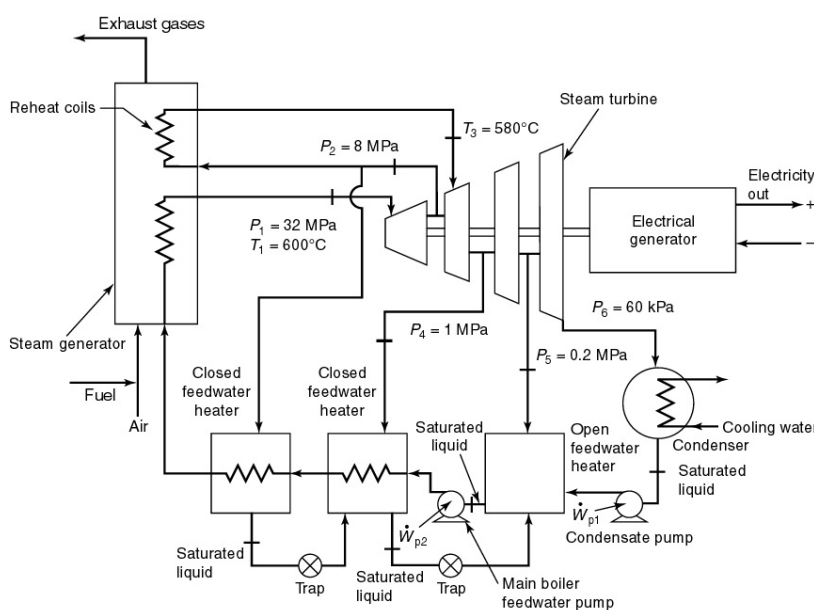 Exhaust gases
Steam turbine
Reheat coils
T3 = 580°C
P2 = 8 MPa
Electricity
out
+
−
P1 = 32 MPa
T1 = 600°C
Electrical
generator
P6 = 60 kPa
P4 = 1 MPa
Steam generator
P5 = 0.2 MPa
Closed
feedwater
heater
Closed
feedwater
heater
Fuel
Air
Saturated
liquid
Open
feedwater
heater
Cooling water
Condenser
Saturated
liquid
Ẇp1
Ẇp2
Condensate pump
Saturated
liquid
Trap
Saturated
liquid
Trap
Main boiler
feedwater pump